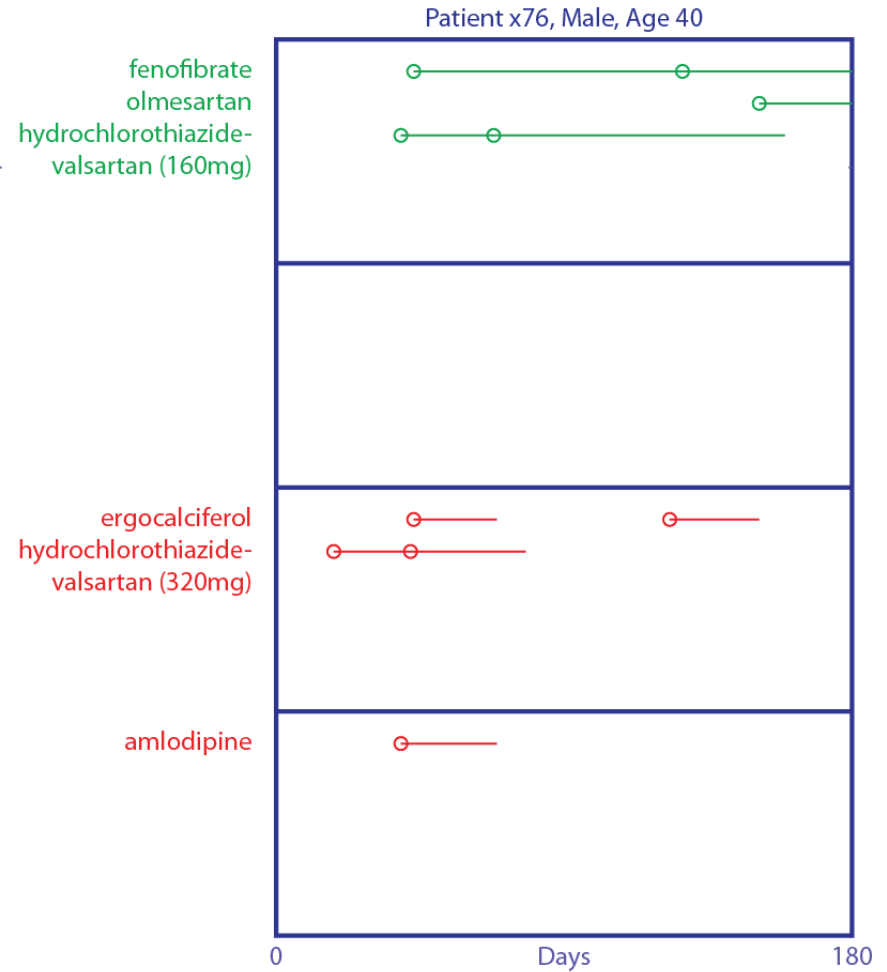 Patient x76, Male, Age 40
fenofibrate
olmesartan
hydrochlorothiazide-
valsartan (160mg)
ergocalciferol
hydrochlorothiazide-
valsartan (320mg)
amlodipine
0 Days 180